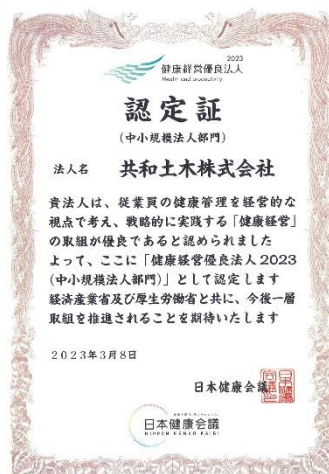 2023
健康経営優良法人
Health and productivity
認定証
(中小規模法人部門)
法人名 共和土木株式会社
貴法人は、従業員の健康管理を経営的な
視点で考え、戦略的に実践する「健康経営」
の取組が優良であると認められました
よって、ここに「健康経営優良法人2023
(中小規模法人部門)」として認定します
経済産業省及び厚生労働省と共に、今後一層
取組を推進されることを期待いたします
2023年3月8日
日本健康会議
日本健康会議
NIPPON KENKO KAIGI